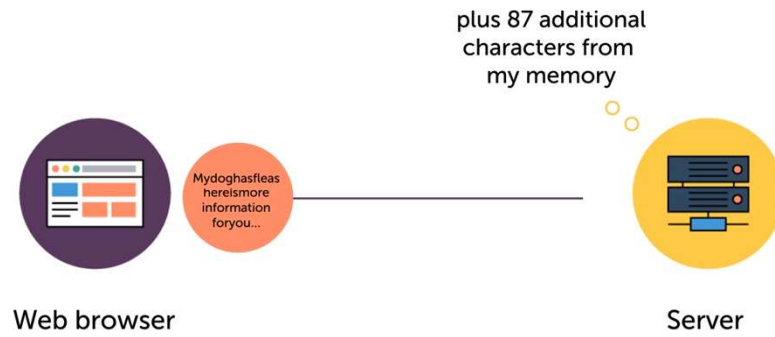 plus 87 additional
characters from
my memory
Mydoghasfleas
hereismore
information
foryou...
Web browser
Server